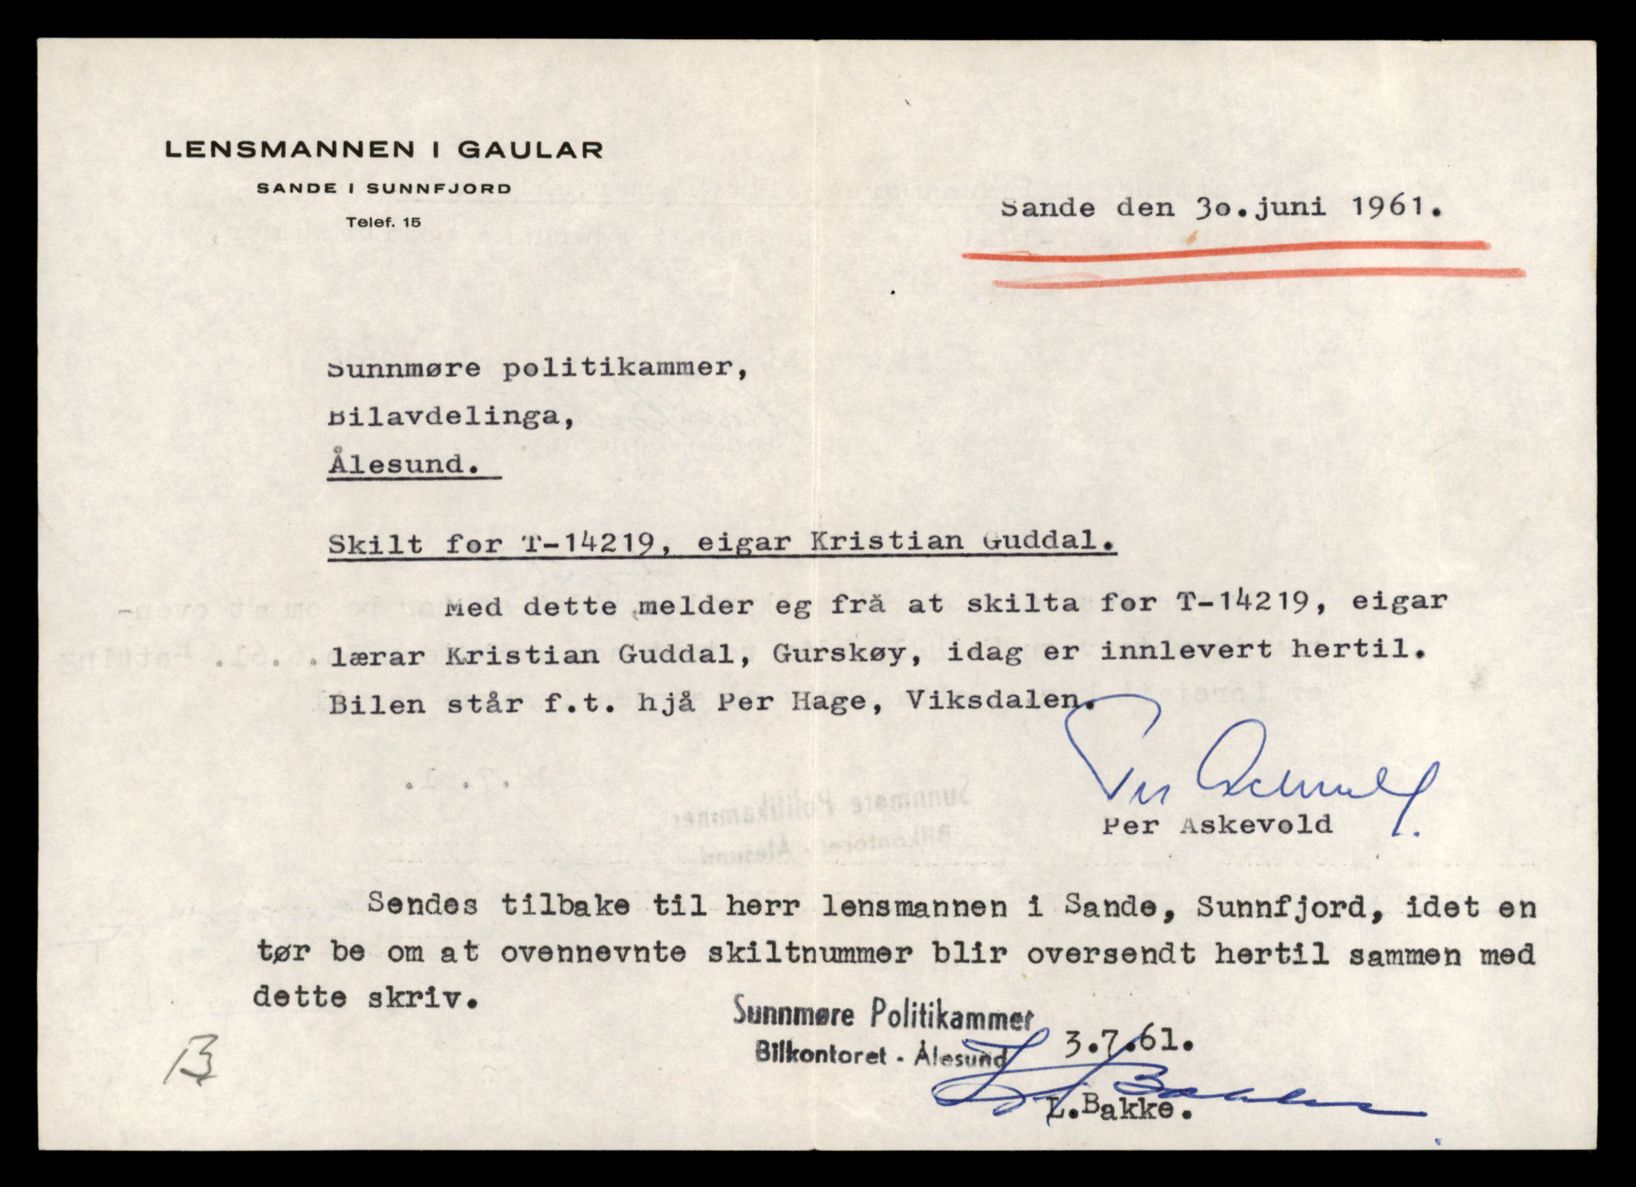 LENSMANNEN I GAULAR
SANDE I SUNNFJORD
Telef. 15
Sande den 3o.juni 1961.
Sunnmøre politikammer,
Bilavdelinga,
Ålesund.
Skilt for T-14219, eigar Kristian Guddal.
Med dette melder eg frå at skilta for T-14219, eigar
lærar Kristian Guddal, Gurskøy, idag er innlevert hertil.
Bilen står f.t. hjå Per Hage, Viksdalen.
Per Askevold
Per Askevold
Sendes tilbake til herr lensmannen i Sande, Sunnfjord, idet en
tør be om at ovennevnte skiltnummer blir oversendt hertil sammen med
dette skriv.
Sunnmøre Politikammer
Bilkontoret - Ålesund
3.7.61.
L. Bakke
L.Bakke.
B